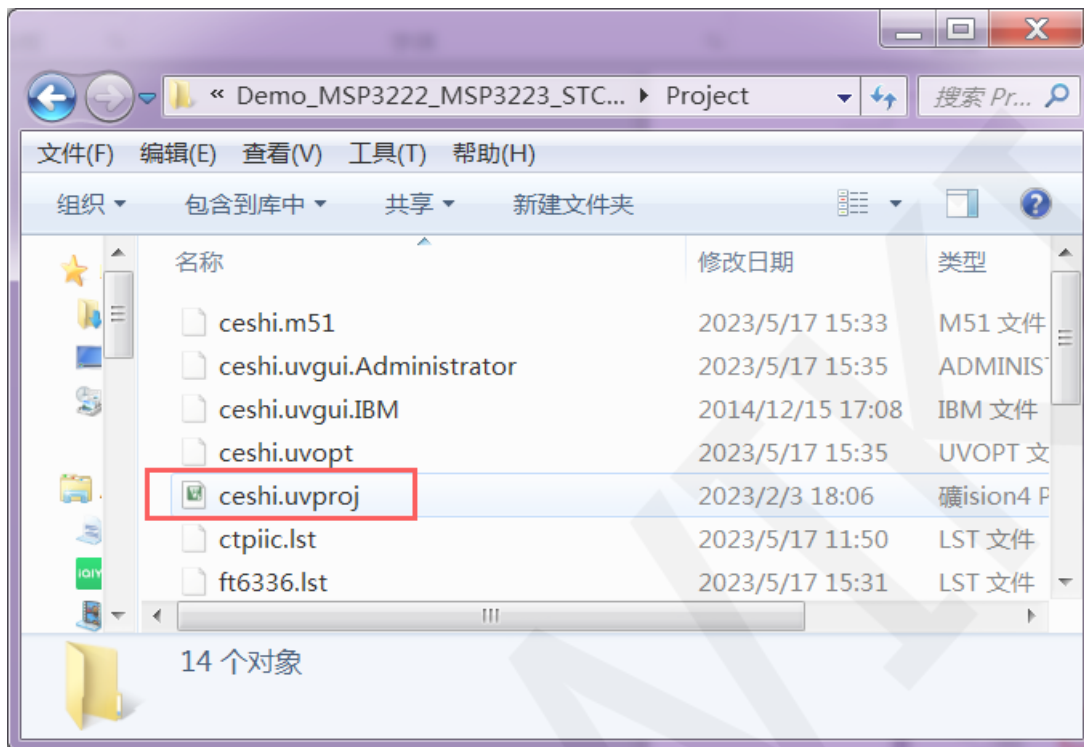 « Demo_MSP3222_MSP3223_STC... Project 搜索 Pr...
文件(F) 编辑(E) 查看(V) 工具(T) 帮助(H)
组织 包含到库中 共享 新建文件夹
名称 修改日期 类型
ceshi.m51 2023/5/17 15:33 M51 文件
ceshi.uvgui.Administrator 2023/5/17 15:35 ADMINIS
ceshi.uvgui.IBM 2014/12/15 17:08 IBM 文件
ceshi.uvopt 2023/5/17 15:35 UVOPT 文
ceshi.uvproj 2023/2/3 18:06 礦ision4 P
ctpiic.lst 2023/5/17 11:50 LST 文件
ft6336.lst 2023/5/17 15:31 LST 文件
14 个对象